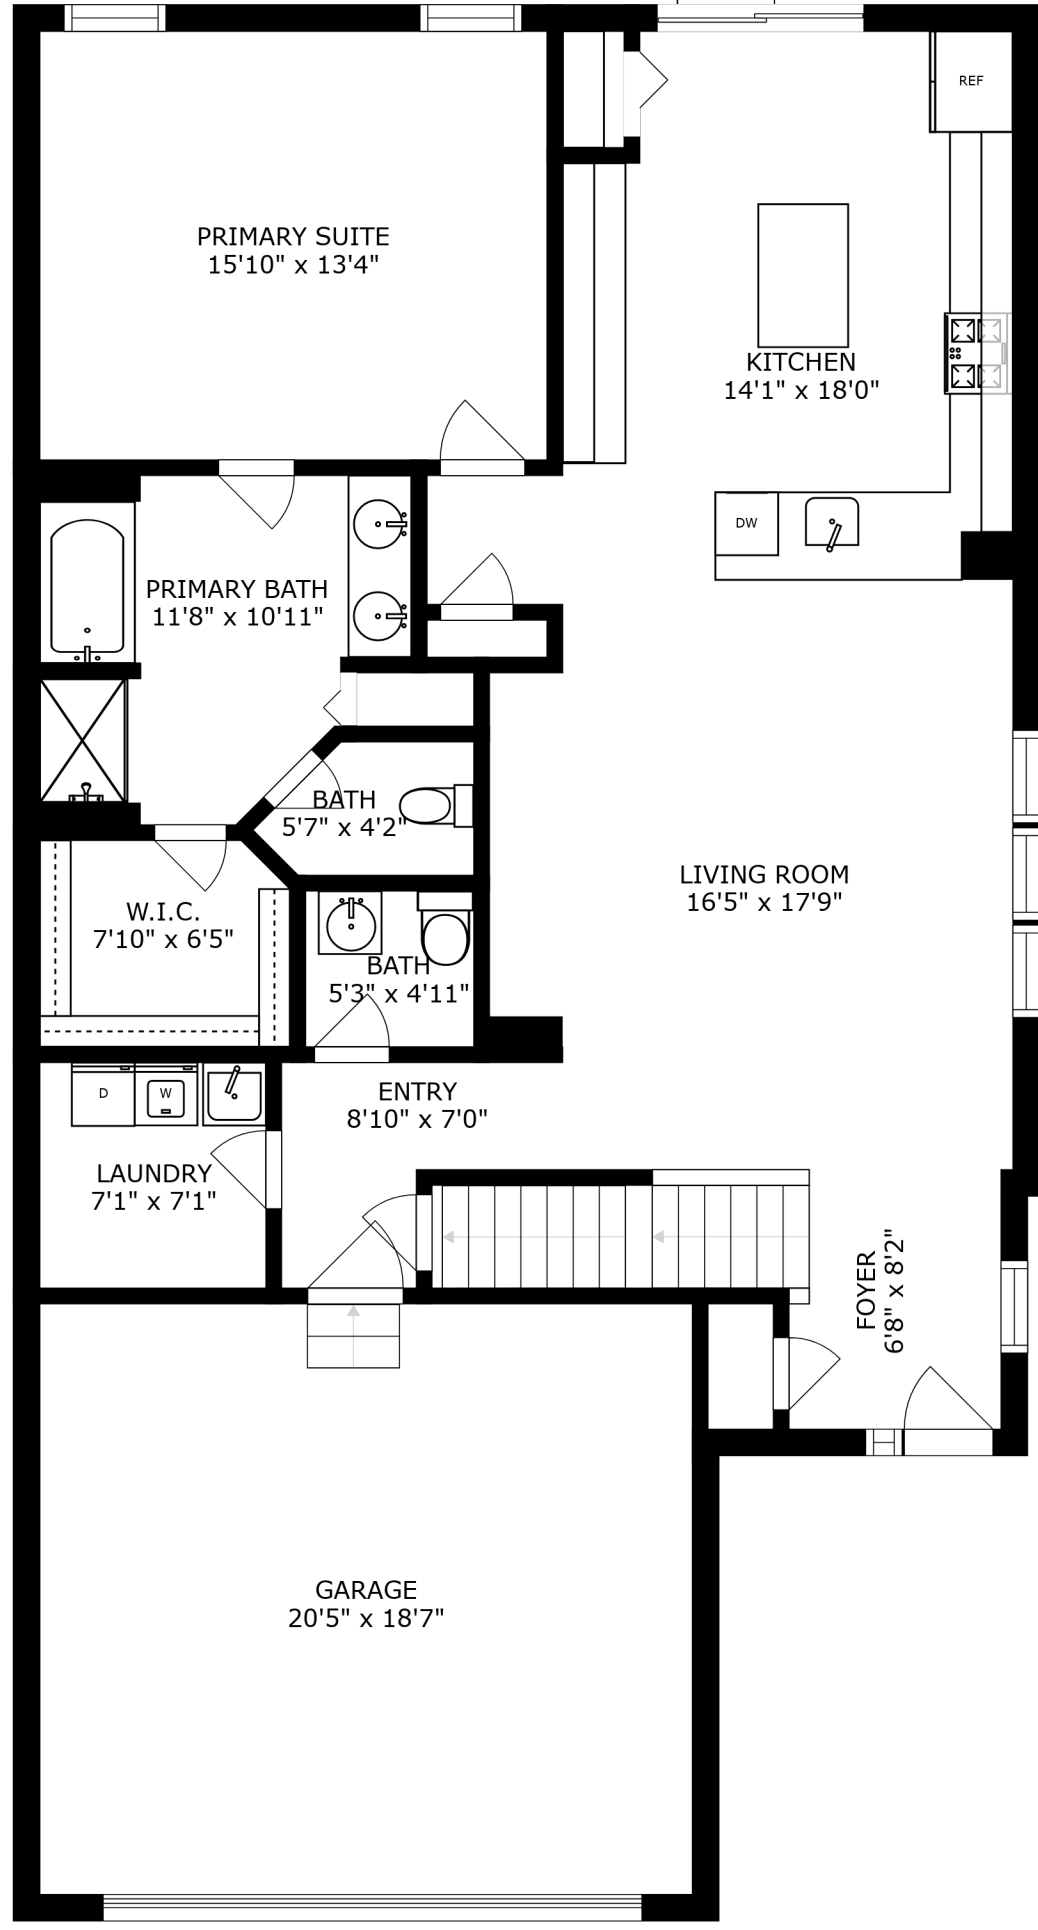 REF
PRIMARY SUITE
15'10" x 13'4"
KITCHEN
14'1" x 18'0"
DW
PRIMARY BATH
11'8" x 10'11"
BATH
5'7" x 4'2"
LIVING ROOM
16'5" x 17'9"
W.I.C.
7'10" x 6'5"
BATH
5'3" x 4'11"
D
W
ENTRY
8'10" x 7'0"
LAUNDRY
7'1" x 7'1"
FOYER
6'8" x 8'2"
GARAGE
20'5" x 18'7"